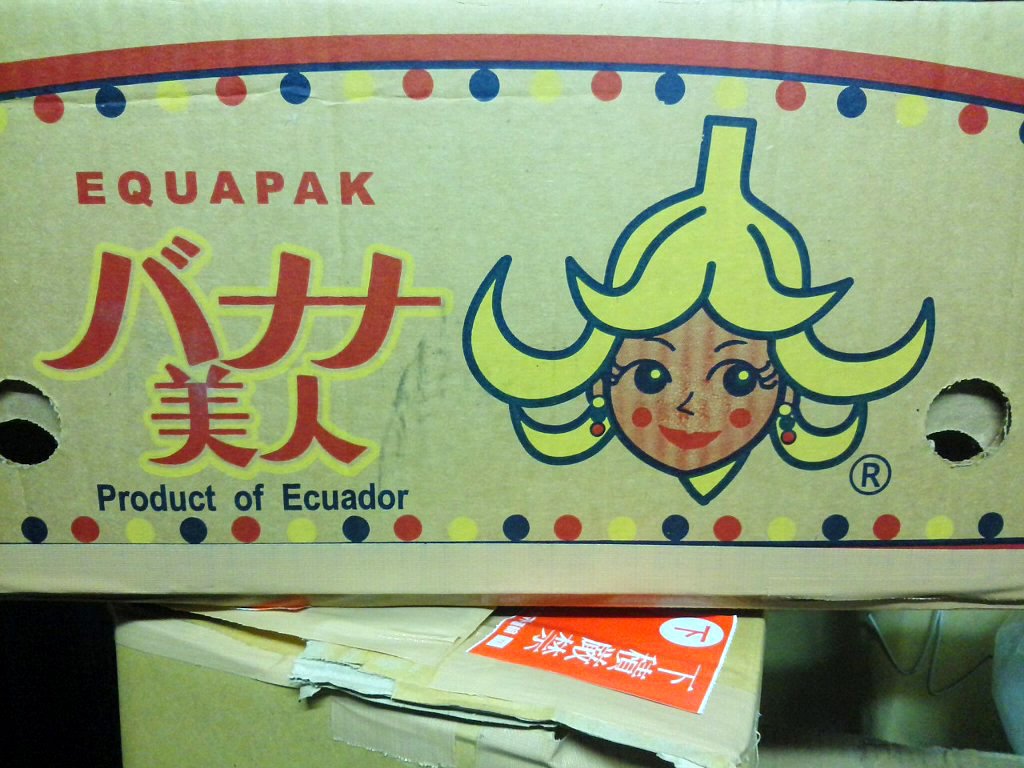 EQUAPAK
バナナ
美人
Product of Ecuador
®
下
下積厳禁